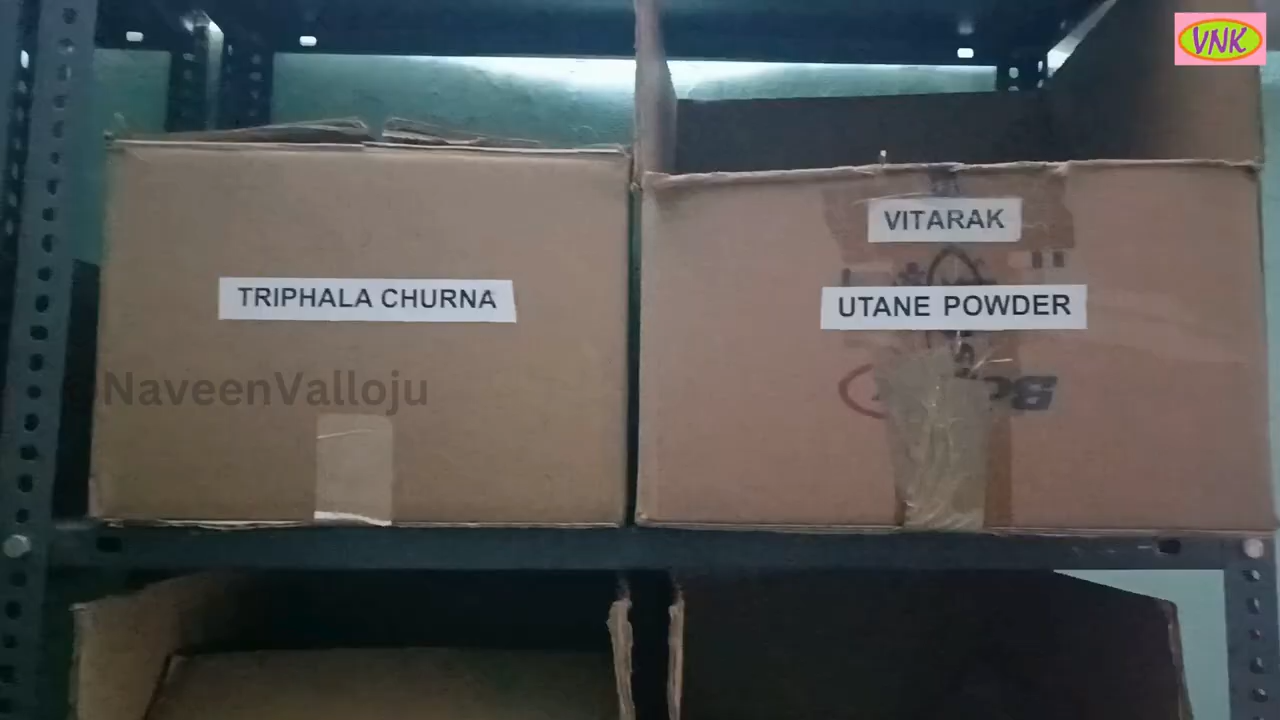 VNK
VITARAK
TRIPHALA CHURNA
UTANE POWDER
NaveenValloju